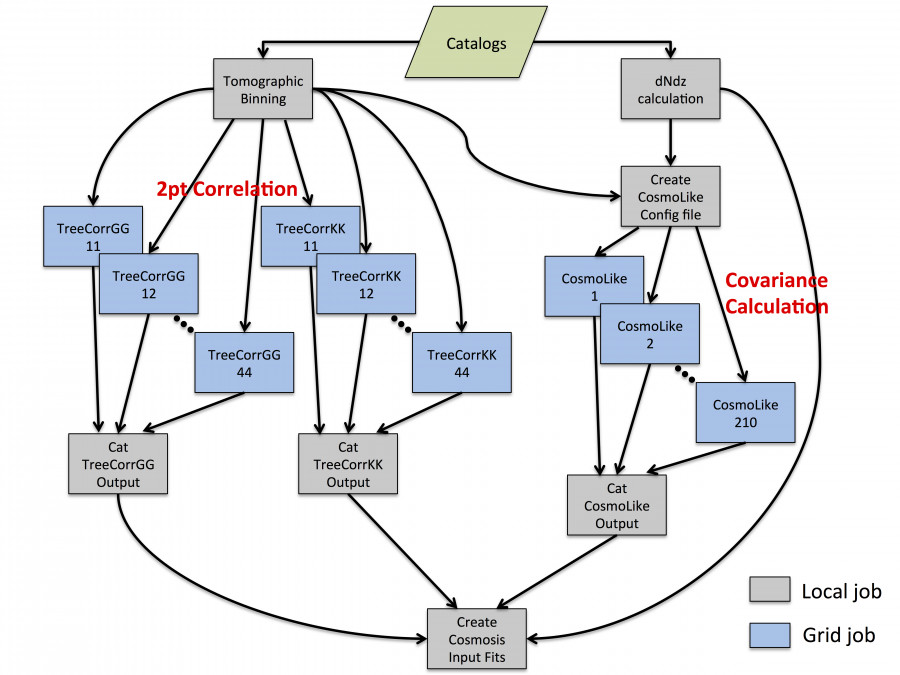 Catalogs
Tomographic
Binning
dNdz
calculation
Create
CosmoLike
Config file
2pt Correlation
TreeCorrGG
11
TreeCorrGG
12
TreeCorrGG
44
TreeCorrKK
11
TreeCorrKK
12
TreeCorrKK
44
CosmoLike
1
CosmoLike
2
CosmoLike
210
Covariance
Calculation
Cat
TreeCorrGG
Output
Cat
TreeCorrKK
Output
Cat
CosmoLike
Output
Create
Cosmosis
Input Fits
Local job
Grid job